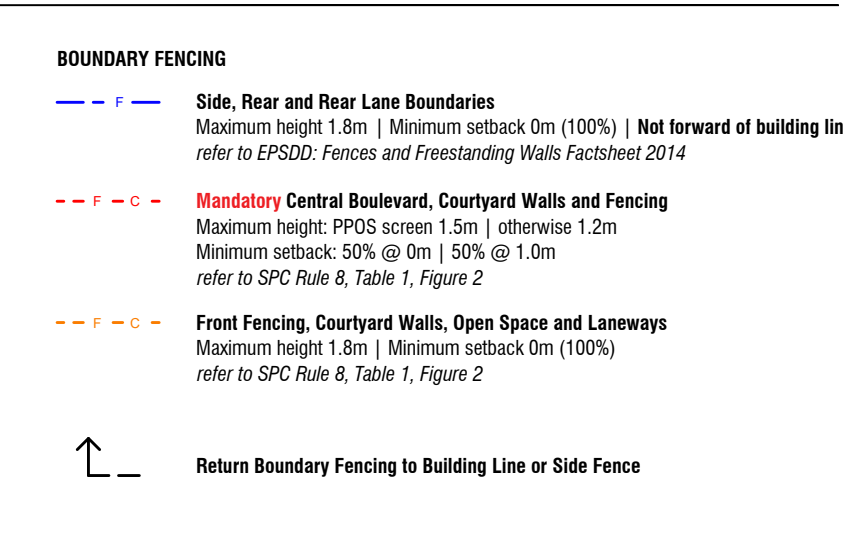 BOUNDARY FENCING
F
Side, Rear and Rear Lane Boundaries
Maximum height 1.8m | Minimum setback 0m (100%) | Not forward of building lin
refer to EPSDD: Fences and Freestanding Walls Factsheet 2014
F C
Mandatory Central Boulevard, Courtyard Walls and Fencing
Maximum height: PPOS screen 1.5m | otherwise 1.2m
Minimum setback: 50% @ 0m | 50% @ 1.0m
refer to SPC Rule 8, Table 1, Figure 2
F C
Front Fencing, Courtyard Walls, Open Space and Laneways
Maximum height 1.8m | Minimum setback 0m (100%)
refer to SPC Rule 8, Table 1, Figure 2
Return Boundary Fencing to Building Line or Side Fence